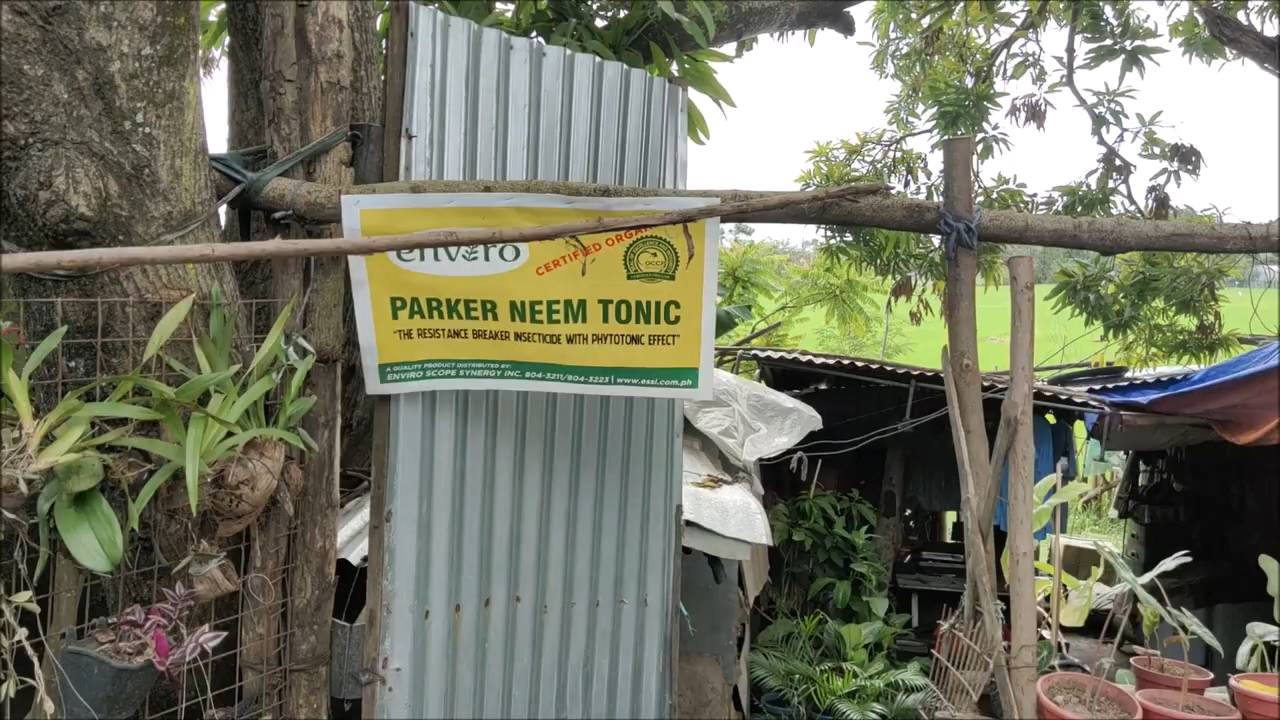 enviro
CERTIFIED
OCCP
PARKER NEEM TONIC
"THE RESISTANCE BREAKER INSECTICIDE WITH PHYTOTONIC EFFECT"
A QUALITY PRODUCT DISTRIBUTED BY:
ENVIRO SCOPE SYNERGY INC. 804-3211/804-3223 | www.essi.com.ph